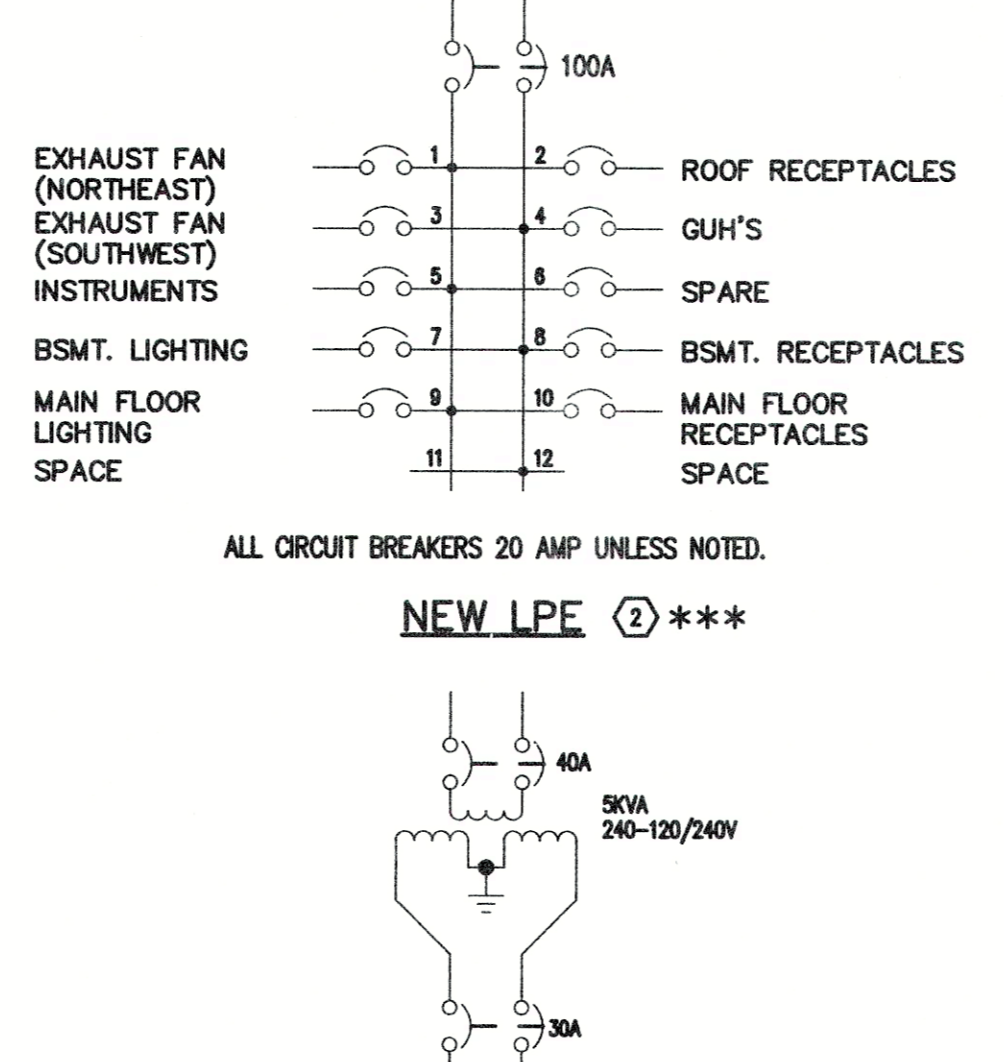 100A
EXHAUST FAN
(NORTHEAST)
1
2
ROOF RECEPTACLES
EXHAUST FAN
(SOUTHWEST)
3
4
GUH'S
INSTRUMENTS
5
6
SPARE
BSMT. LIGHTING
7
8
BSMT. RECEPTACLES
MAIN FLOOR
LIGHTING
9
10
MAIN FLOOR
RECEPTACLES
SPACE
11
12
SPACE
ALL CIRCUIT BREAKERS 20 AMP UNLESS NOTED.
NEW LPE 2 ***
40A
5KVA
240-120/240V
30A